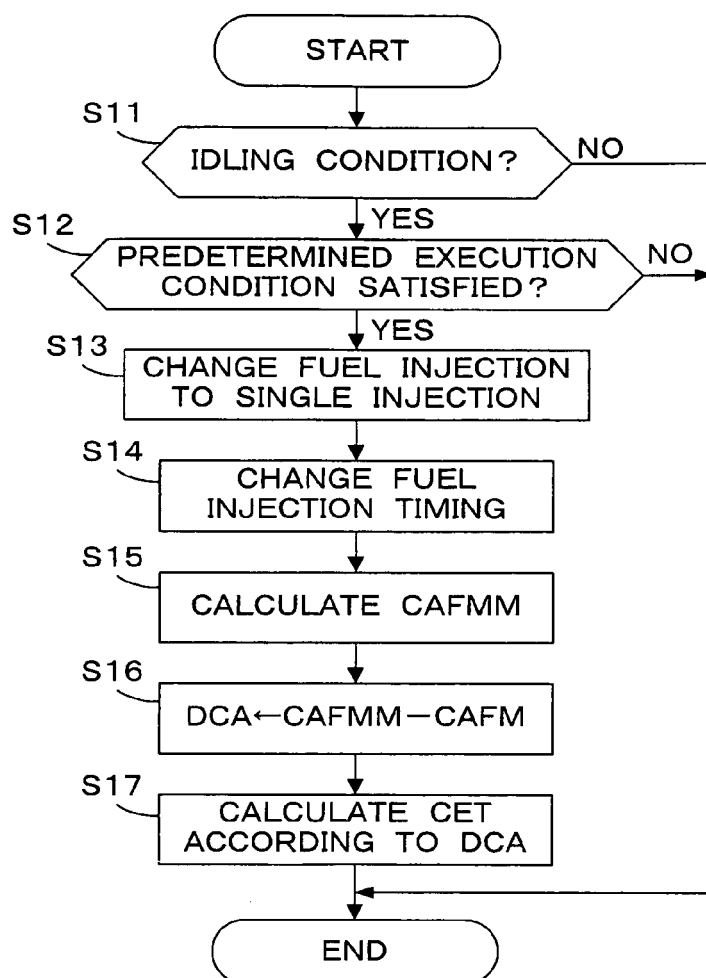 START
S11
IDLING CONDITION?
NO
YES
S12
PREDETERMINED EXECUTION
CONDITION SATISFIED?
NO
YES
S13
CHANGE FUEL INJECTION
TO SINGLE INJECTION
S14
CHANGE FUEL
INJECTION TIMING
S15
CALCULATE CAFMM
S16
DCA←CAFMM−CAFM
S17
CALCULATE CET
ACCORDING TO DCA
END